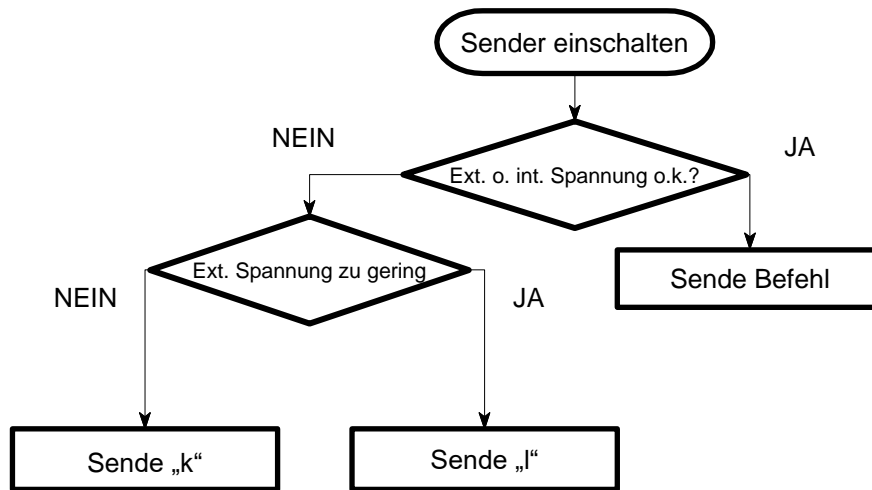 Sender einschalten
NEIN
JA
Ext. o. int. Spannung o.k.?
Ext. Spannung zu gering
Sende Befehl
NEIN
JA
Sende „k“
Sende „l“